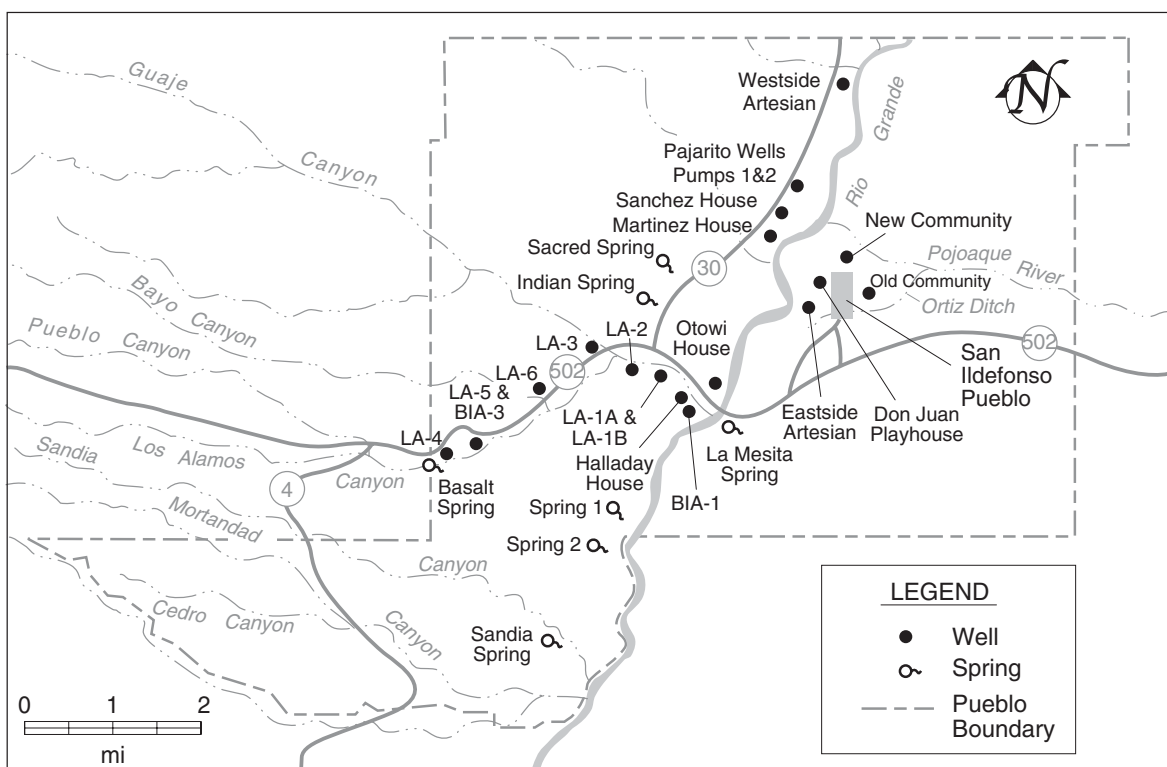 Guaje
Canyon
Westside
Artesian
N
Grande
Rio
Pajarito Wells
Pumps 1&2
Sanchez House
Martinez House
Sacred Spring
30
New Community
Pojoaque
River
Indian Spring
Old Community
Ortiz Ditch
Bayo Canyon
Pueblo Canyon
LA-3
LA-2
Otowi
House
502
502
LA-6
LA-5 &
BIA-3
San
Ildefonso
Pueblo
LA-1A &
LA-1B
Eastside
Artesian
Don Juan
Playhouse
LA-4
Los Alamos
Canyon
Sandia
Halladay
House
La Mesita
Spring
Basalt
Spring
4
BIA-1
Mortandad
Spring 1
Spring 2
Canyon
Cedro Canyon
Canyon
Sandia
Spring
LEGEND
Well
Spring
Pueblo
Boundary
0 1 2
mi